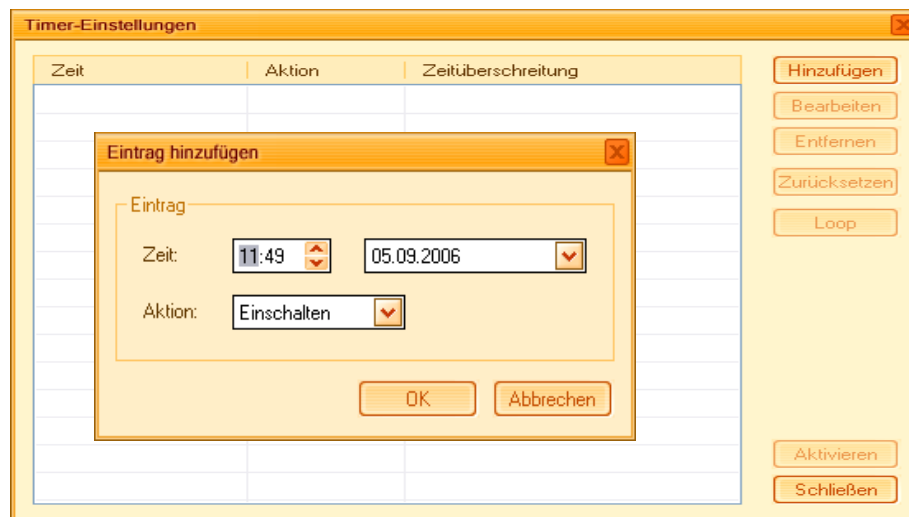 Timer-Einstellungen
Zeit Aktion Zeitüberschreitung
Hinzufügen
Bearbeiten
Entfernen
Zurücksetzen
Loop
Eintrag hinzufügen
Eintrag
Zeit: 11:49 05.09.2006
Aktion: Einschalten
OK Abbrechen
Aktivieren
Schließen